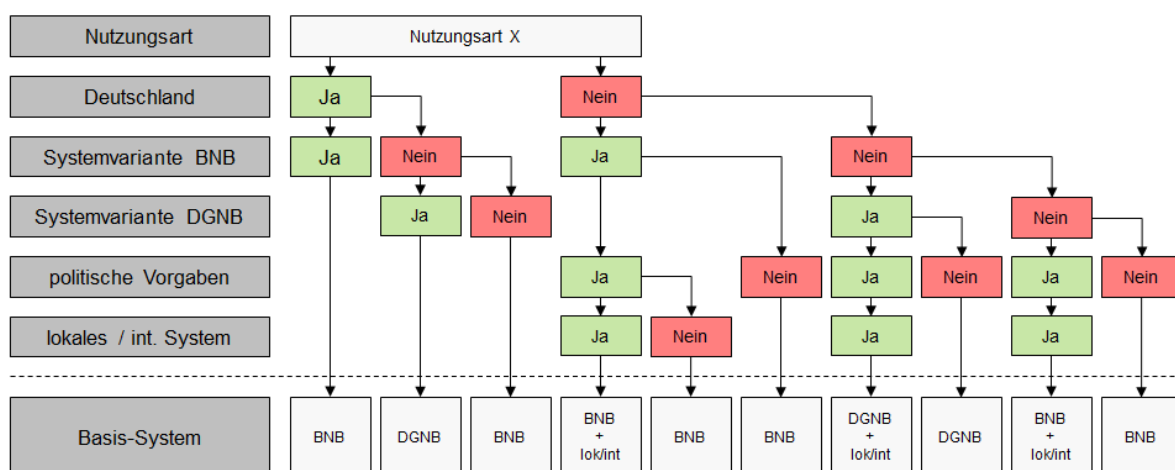 Nutzungsart
Nutzungsart X
Deutschland
Ja
Nein
Systemvariante BNB
Ja
Nein
Ja
Nein
Systemvariante DGNB
Ja
Nein
Ja
Nein
politische Vorgaben
Ja
Nein
Ja
Nein
Ja
Nein
lokales / int. System
Ja
Nein
Ja
Ja
Basis-System
BNB
DGNB
BNB
BNB
+
lok/int
BNB
BNB
DGNB
+
lok/int
DGNB
BNB
+
lok/int
BNB